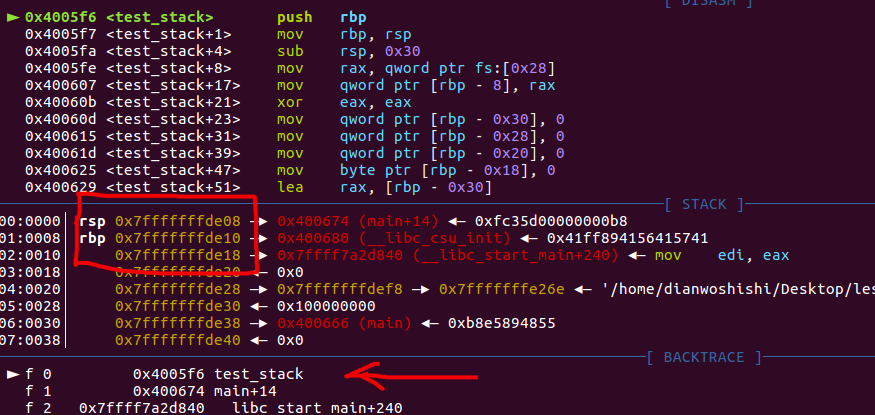 [ DISASM ]
► 0x4005f6 <test_stack> push rbp
0x4005f7 <test_stack+1> mov rbp, rsp
0x4005fa <test_stack+4> sub rsp, 0x30
0x4005fe <test_stack+8> mov rax, qword ptr fs:[0x28]
0x400607 <test_stack+17> mov qword ptr [rbp - 8], rax
0x40060b <test_stack+21> xor eax, eax
0x40060d <test_stack+23> mov qword ptr [rbp - 0x30], 0
0x400615 <test_stack+31> mov qword ptr [rbp - 0x28], 0
0x40061d <test_stack+39> mov qword ptr [rbp - 0x20], 0
0x400625 <test_stack+47> mov byte ptr [rbp - 0x18], 0
0x400629 <test_stack+51> lea rax, [rbp - 0x30]
[ STACK ]
00:0000│ rsp 0x7fffffffde08 —► 0x400674 (main+14) ◄— 0xfc35d00000000b8
01:0008│ rbp 0x7fffffffde10 —► 0x400680 (__libc_csu_init) ◄— 0x41ff894156415741
02:0010│ 0x7fffffffde18 —► 0x7ffff7a2d840 (__libc_start_main+240) ◄— mov edi, eax
03:0018│ 0x7fffffffde20 ◄— 0x0
04:0020│ 0x7fffffffde28 —► 0x7fffffffdef8 —► 0x7fffffffe26e ◄— '/home/dianwoshishi/Desktop/les
05:0028│ 0x7fffffffde30 ◄— 0x100000000
06:0030│ 0x7fffffffde38 —► 0x400666 (main) ◄— 0xb8e5894855
07:0038│ 0x7fffffffde40 ◄— 0x0
[ BACKTRACE ]
► f 0 0x4005f6 test_stack
f 1 0x400674 main+14
f 2 0x7ffff7a2d840 __libc_start_main+240